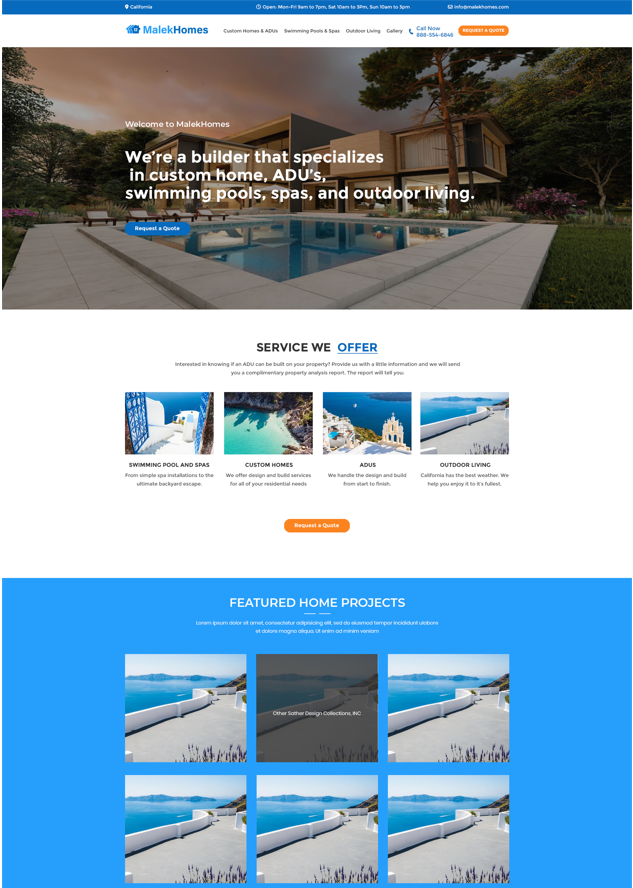 California
Open: Mon-Fri 9am to 7pm, Sat 10am to 3Pm, Sun 10am to 3pm
info@malekhomes.com
MalekHomes
Custom Homes & ADUs
Swimming Pools & Spas
Outdoor Living
Gallery
Call Now
888-554-6846
REQUEST A QUOTE
Welcome to MalekHomes
We're a builder that specializes
in custom home, ADU's,
swimming pools, spas, and outdoor living.
Request a Quote
SERVICE WE OFFER
Interested in knowing if an ADU can be built on your property? Provide us with a little information and we will send
you a complimentary property analysis report. The report will tell you:
SWIMMING POOL AND SPAS
From simple spa installations to the
ultimate backyard escape.
CUSTOM HOMES
We offer design and build services
for all of your residential needs
ADUS
We handle the design and build
from start to finish.
OUTDOOR LIVING
California has the best weather. We
help you enjoy it to it's fullest.
Request a Quote
FEATURED HOME PROJECTS
Lorem ipsum dolor sit amet, consectetur adipisicing elit, sed do eiusmod tempor incididunt ulabons
et dolore magna aliqua. Ut enim ad minim veniam
Other Sather Design Collections, INC